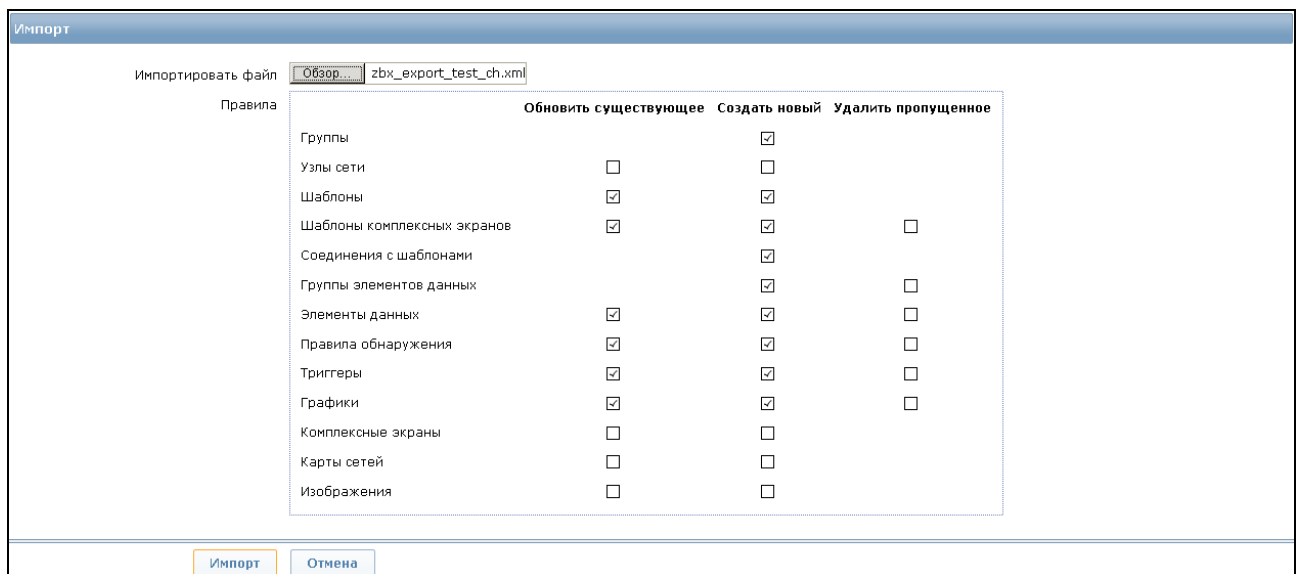 Импорт
Импортировать файл Обзор... zbx_export_test_ch.xml
Правила Обновить существующее Создать новый Удалить пропущенное
Группы
Узлы сети
Шаблоны
Шаблоны комплексных экранов
Соединения с шаблонами
Группы элементов данных
Элементы данных
Правила обнаружения
Триггеры
Графики
Комплексные экраны
Карты сетей
Изображения
Импорт Отмена